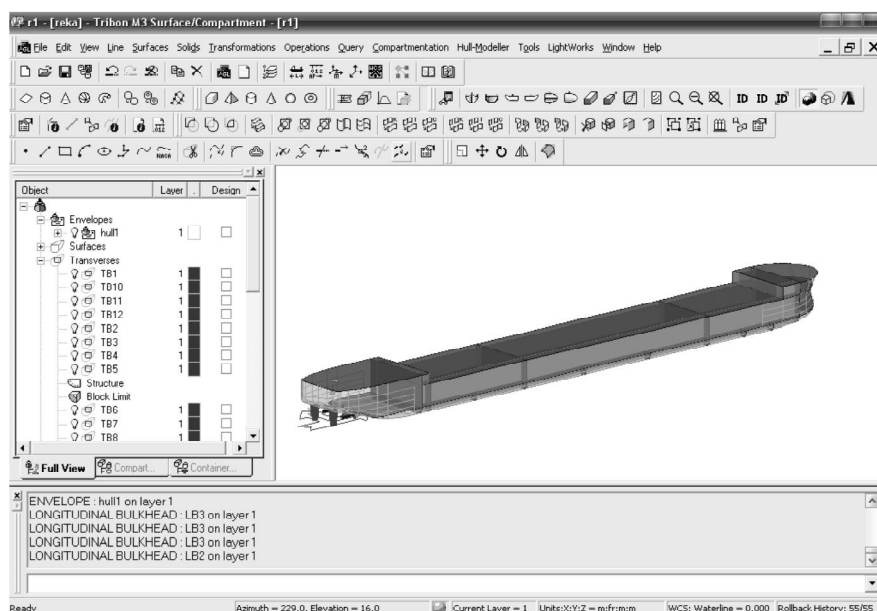 r1 - [reka] - Tribon M3 Surface/Compartment - [r1]
File Edit View Line Surfaces Solids Transformations Operations Query Compartmentation Hull-Modeller Tools LightWorks Window Help
ID ID ID
NACA
Object Layer . Design
Envelopes
hull1 1
Surfaces
Transverses
TB1 1
TB10 1
TB11 1
TB12 1
TB2 1
TB3 1
TB4 1
TB5 1
Structure
Block Limit
TB6 1
TB7 1
TB8 1
Full View Compart... Container...
ENVELOPE : hull1 on layer 1
LONGITUDINAL BULKHEAD : LB3 on layer 1
LONGITUDINAL BULKHEAD : LB3 on layer 1
LONGITUDINAL BULKHEAD : LB3 on layer 1
LONGITUDINAL BULKHEAD : LB2 on layer 1
Ready Azimuth = 229.0, Elevation = 16.0 Current Layer = 1 Units:X:Y:Z = m:fr:m:m WCS: Waterline = 0.000 Rollback History: 55/55